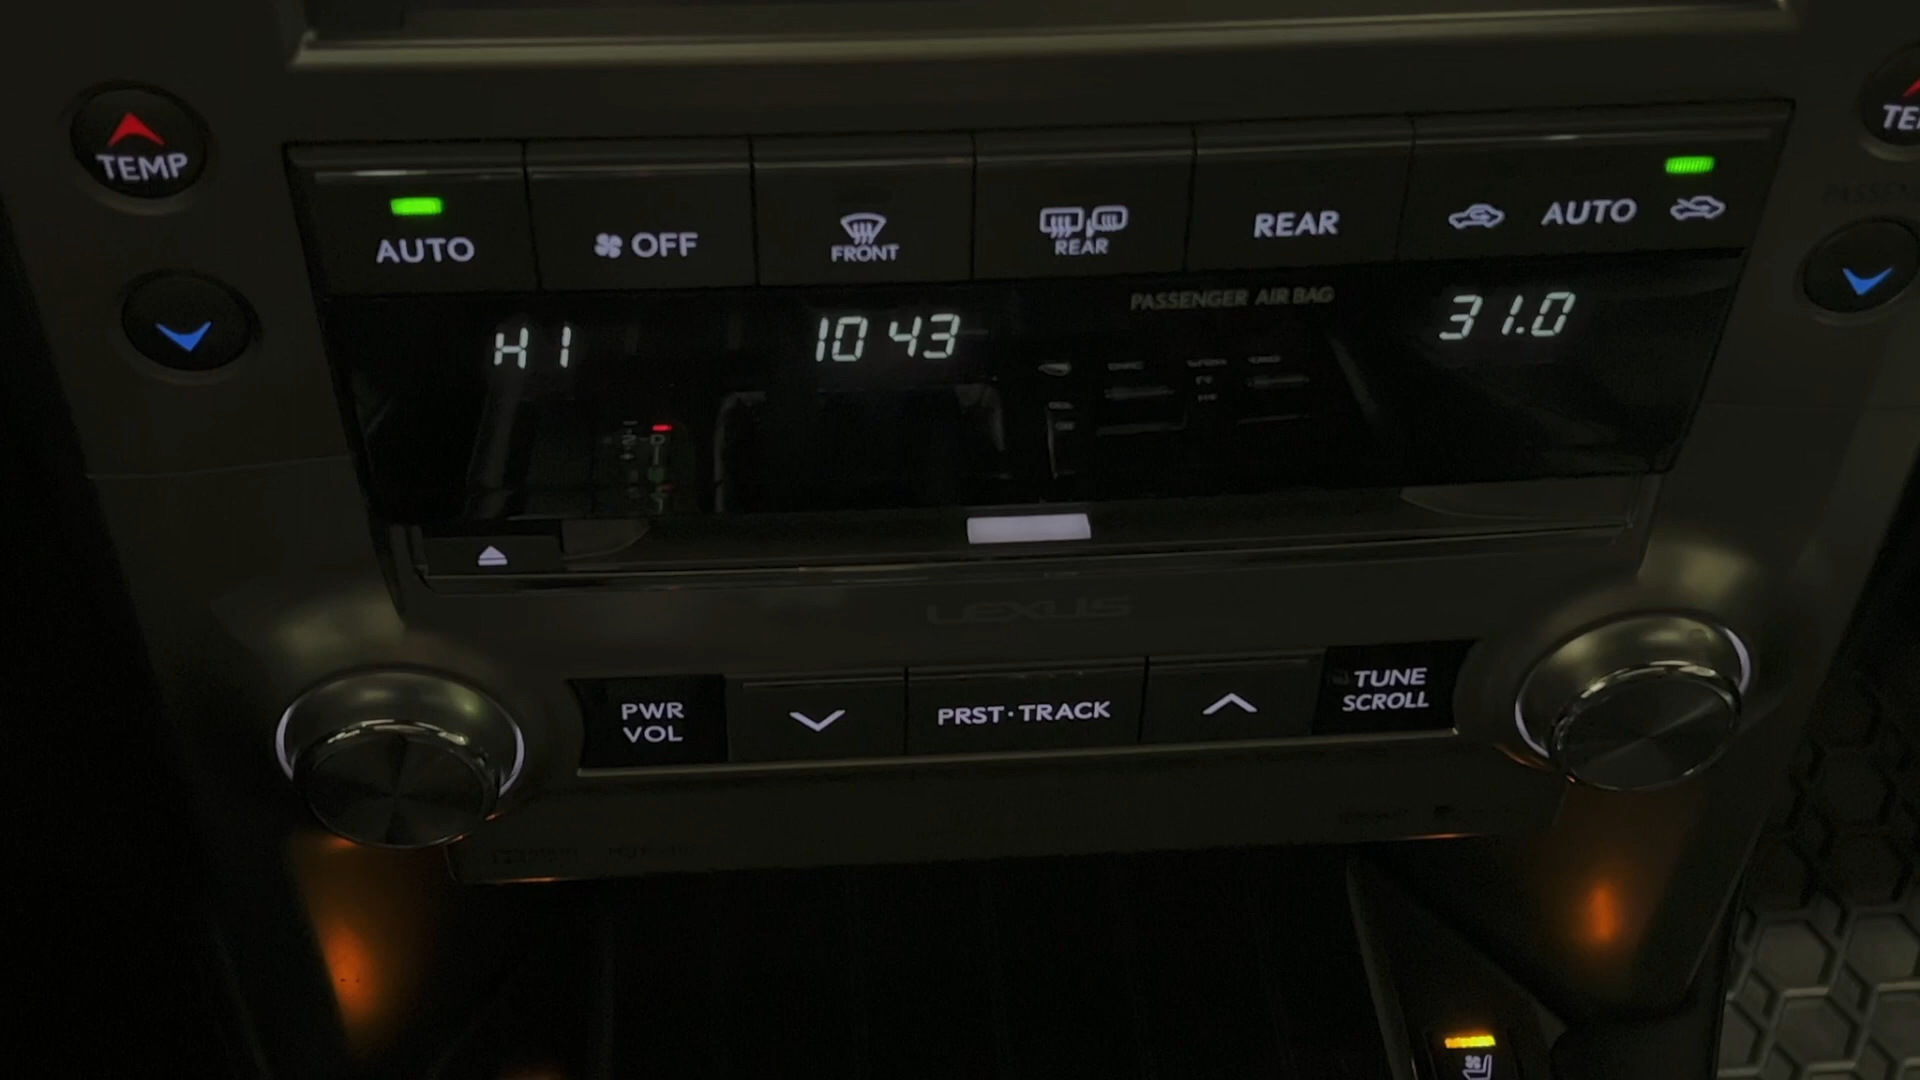 TEMP
AUTO
OFF
FRONT
REAR
REAR
AUTO
PASSENGER AIR BAG
HI
10 43
31.0
LEXUS
PWR
VOL
PRST·TRACK
TUNE
SCROLL